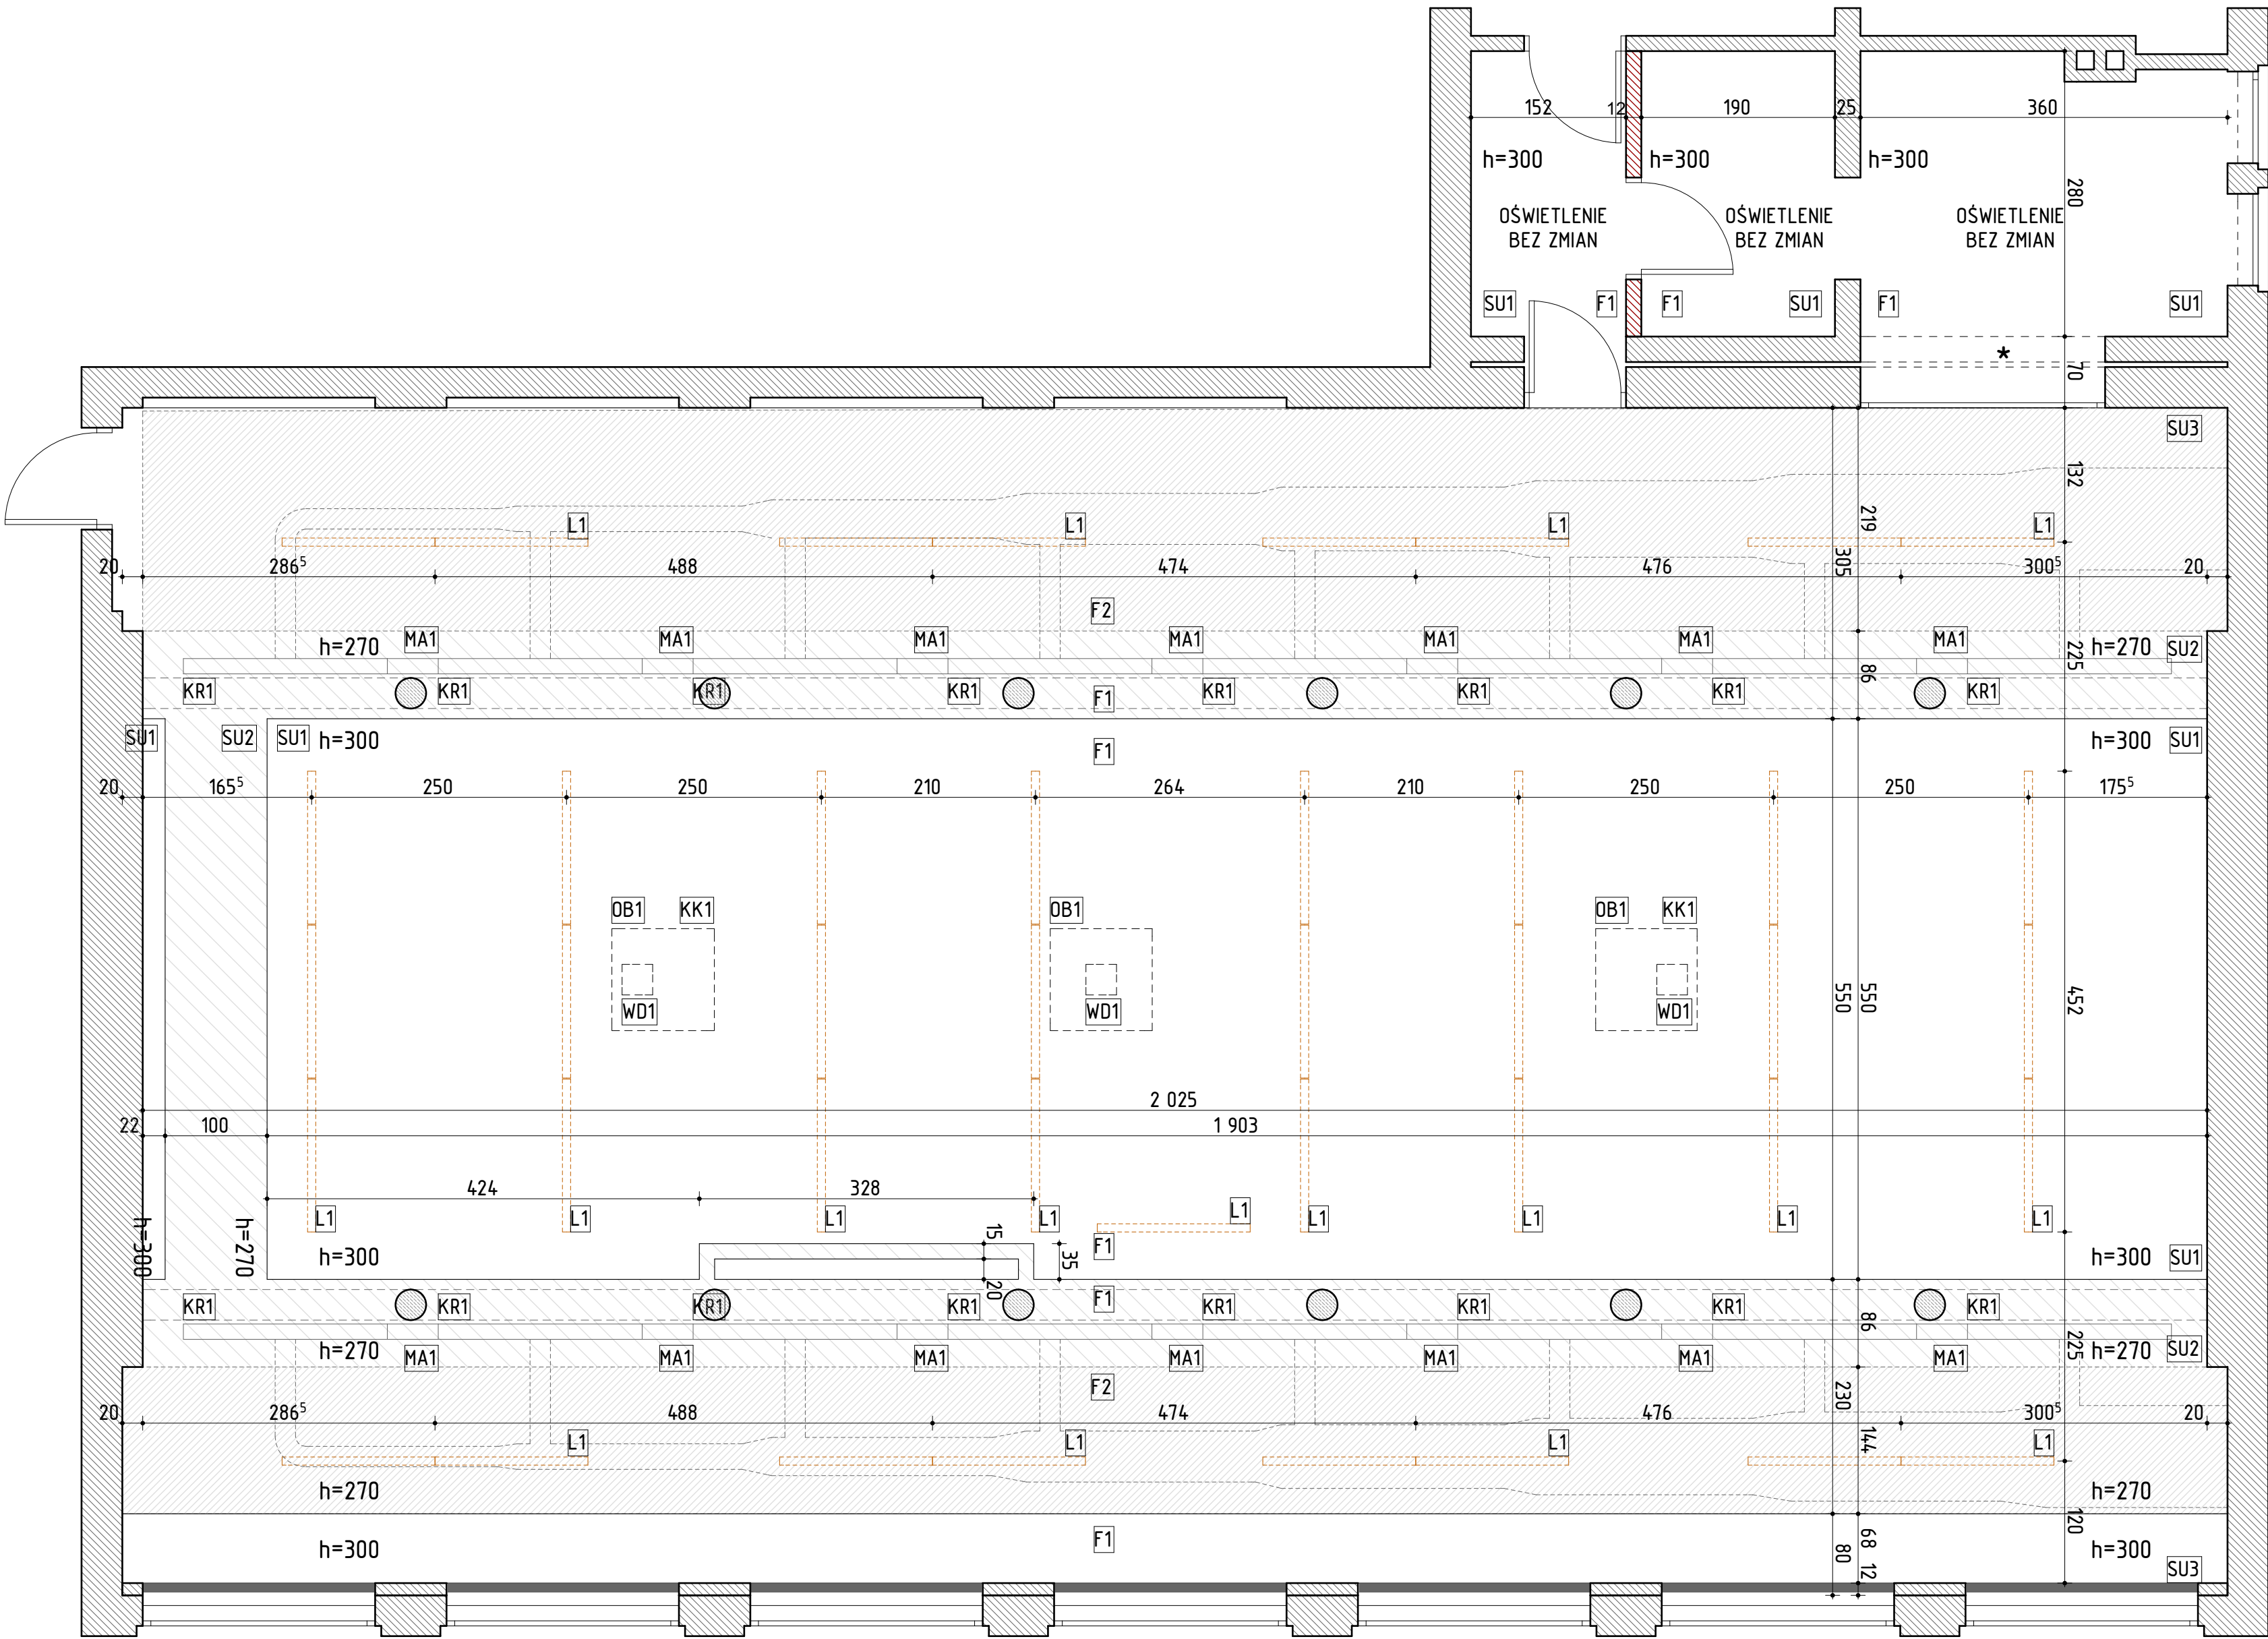 152
12
190
25
360
h=300
h=300
h=300
280
OŚWIETLENIE
BEZ ZMIAN
OŚWIETLENIE
BEZ ZMIAN
OŚWIETLENIE
BEZ ZMIAN
SU1
F1
F1
SU1
F1
SU1
*
70
SU3
132
219
305
L1
L1
L1
L1
20
286⁵
488
474
476
300⁵
20
F2
h=270
MA1
MA1
MA1
MA1
MA1
MA1
MA1
225
h=270
SU2
86
KR1
KR1
KR1
KR1
KR1
KR1
KR1
KR1
F1
SU1
SU2
SU1
h=300
F1
h=300
SU1
20
165⁵
250
250
210
264
210
250
250
175⁵
OB1
KK1
OB1
OB1
KK1
WD1
WD1
WD1
550
550
452
2 025
22
100
1 903
424
328
h=300
h=270
L1
L1
L1
L1
L1
L1
L1
L1
L1
15
35
20
h=300
F1
h=300
SU1
KR1
KR1
KR1
KR1
F1
KR1
KR1
KR1
KR1
86
h=270
MA1
MA1
MA1
MA1
MA1
MA1
MA1
225
h=270
SU2
F2
230
20
286⁵
488
474
476
300⁵
20
144
L1
L1
L1
L1
h=270
h=270
120
h=300
F1
68
80
12
h=300
SU3